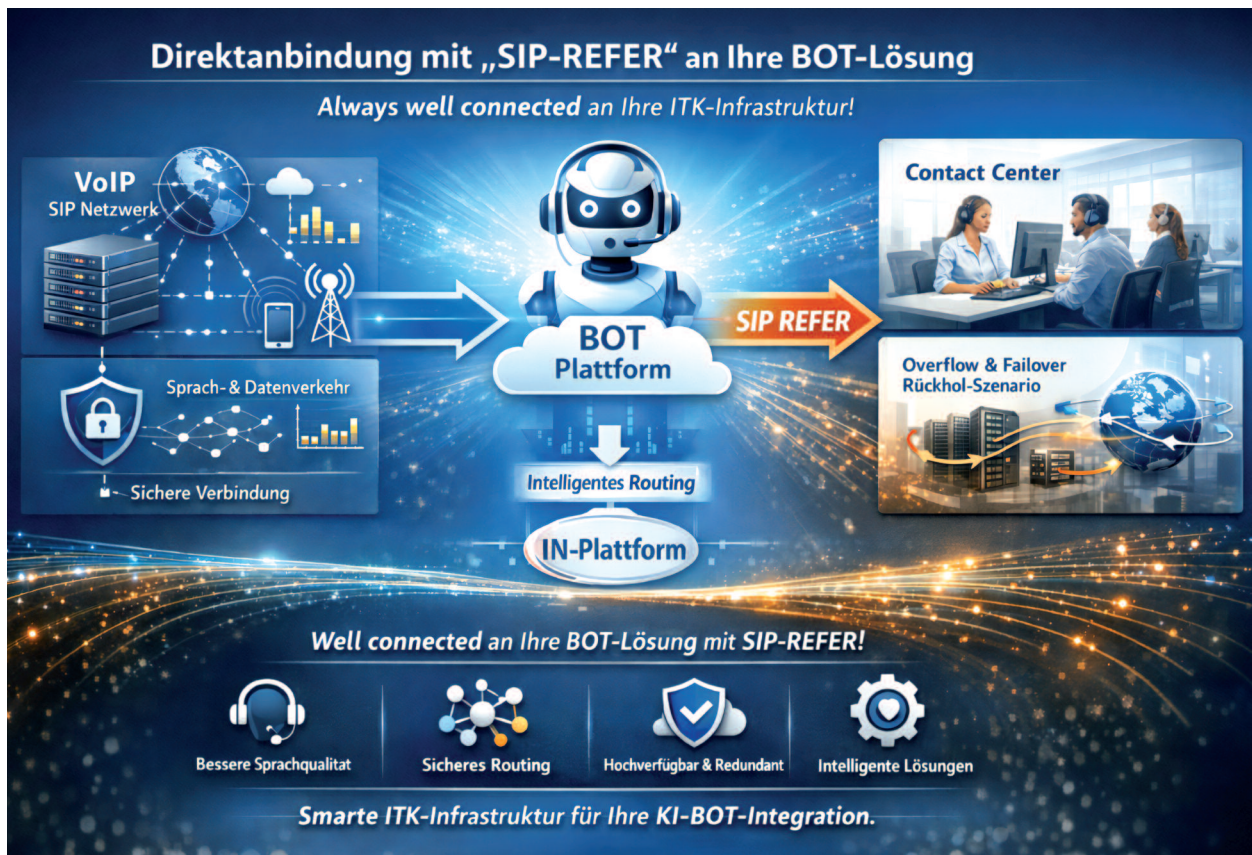 Direktanbindung mit „SIP-REFER“ an Ihre BOT-Lösung
Always well connected an Ihre ITK-Infrastruktur!
VoIP
SIP Netzwerk
Sprach- & Datenverkehr
Sichere Verbindung
BOT
Plattform
Intelligentes Routing
IN-Plattform
SIP REFER
Contact Center
Overflow & Failover
Rückhol-Szenario
Well connected an Ihre BOT-Lösung mit SIP-REFER!
Bessere Sprachqualitat
Sicheres Routing
Hochverfügbar & Redundant
Intelligente Lösungen
Smarte ITK-Infrastruktur für Ihre KI-BOT-Integration.